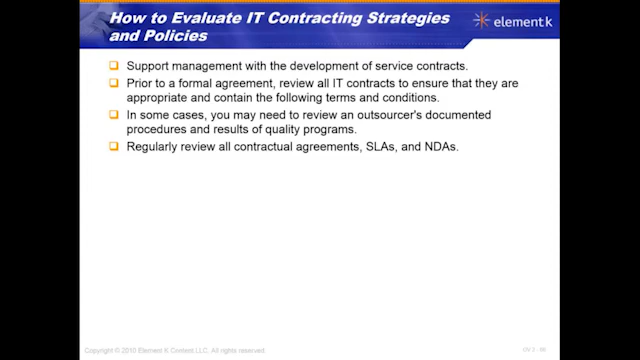 How to Evaluate IT Contracting Strategies
and Policies
element k
Support management with the development of service contracts.
Prior to a formal agreement, review all IT contracts to ensure that they are
appropriate and contain the following terms and conditions.
In some cases, you may need to review an outsourcer's documented
procedures and results of quality programs.
Regularly review all contractual agreements, SLAs, and NDAs.
Copyright © 2010 Element K Content LLC. All rights reserved.